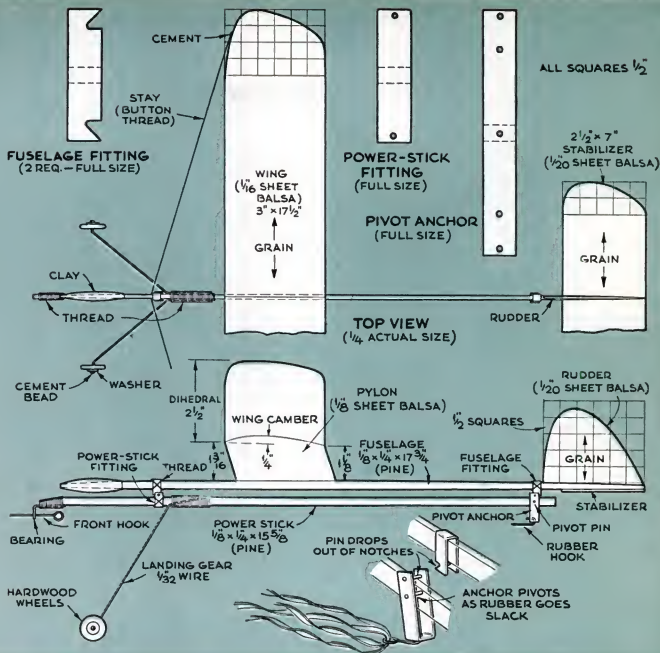 CEMENT
STAY
(BUTTON
THREAD)
FUSELAGE FITTING
(2 REQ.—FULL SIZE)
WING
(1/16" SHEET
BALSA)
3" × 17 1/2"
GRAIN
POWER-STICK
FITTING
(FULL SIZE)
PIVOT ANCHOR
(FULL SIZE)
ALL SQUARES 1/2"
2 1/2" × 7"
STABILIZER
(1/20" SHEET BALSA)
GRAIN
CLAY
THREAD
TOP VIEW
(1/4 ACTUAL SIZE)
RUDDER
CEMENT
BEAD
WASHER
DIHEDRAL
2 1/2"
WING CAMBER
1/4"
PYLON
(1/8" SHEET BALSA)
1 3/16"
1 1/8"
FUSELAGE
1/8" × 1/4" × 17 3/4"
(PINE)
1/2" SQUARES
RUDDER
(1/20" SHEET BALSA)
GRAIN
POWER-STICK
FITTING
THREAD
FUSELAGE
FITTING
STABILIZER
BEARING
FRONT HOOK
POWER STICK
1/8" × 1/4" × 15 5/8"
(PINE)
PIVOT ANCHOR
PIVOT PIN
RUBBER
HOOK
LANDING GEAR
1/32" WIRE
HARDWOOD
WHEELS
PIN DROPS
OUT OF NOTCHES
ANCHOR PIVOTS
AS RUBBER GOES
SLACK